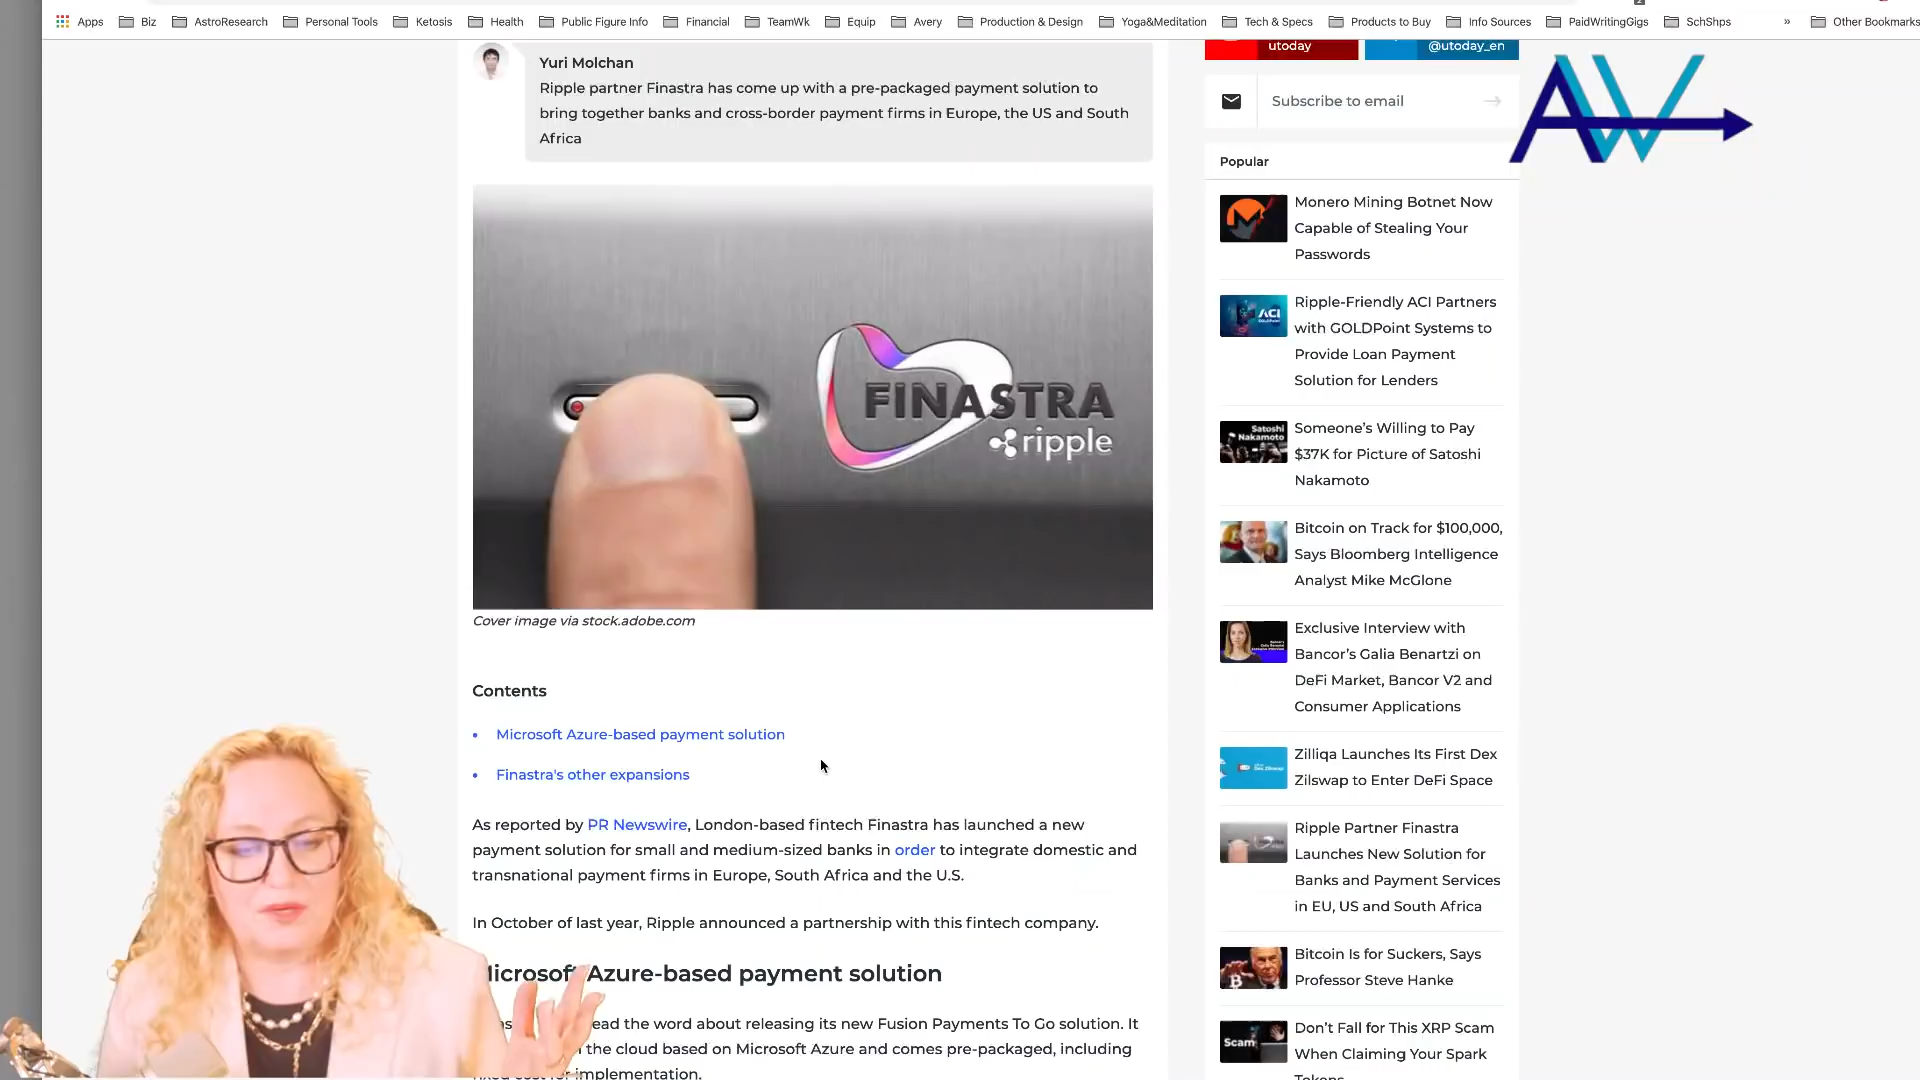 Apps
Biz
AstroResearch
Personal Tools
Ketosis
Health
Public Figure Info
Financial
TeamWk
Equip
Avery
Production & Design
Yoga&Meditation
Tech & Specs
Products to Buy
Info Sources
PaidWritingGigs
SchShps
»
Other Bookmarks
Yuri Molchan
Ripple partner Finastra has come up with a pre-packaged payment solution to
bring together banks and cross-border payment firms in Europe, the US and South
Africa
FINASTRA
ripple
Cover image via stock.adobe.com
Contents
• Microsoft Azure-based payment solution
• Finastra's other expansions
As reported by PR Newswire, London-based fintech Finastra has launched a new
payment solution for small and medium-sized banks in order to integrate domestic and
transnational payment firms in Europe, South Africa and the U.S.
In October of last year, Ripple announced a partnership with this fintech company.
Microsoft Azure-based payment solution
ead the word about releasing its new Fusion Payments To Go solution. It
the cloud based on Microsoft Azure and comes pre-packaged, including
implementation.
utoday
@utoday_en
Subscribe to email
AW
Popular
Monero Mining Botnet Now
Capable of Stealing Your
Passwords
ACI
Ripple-Friendly ACI Partners
with GOLDPoint Systems to
Provide Loan Payment
Solution for Lenders
Satoshi
Nakamoto
Someone’s Willing to Pay
$37K for Picture of Satoshi
Nakamoto
Bitcoin on Track for $100,000,
Says Bloomberg Intelligence
Analyst Mike McGlone
Exclusive Interview with
Bancor’s Galia Benartzi on
DeFi Market, Bancor V2 and
Consumer Applications
Zilliqa Launches Its First Dex
Zilswap to Enter DeFi Space
Ripple Partner Finastra
Launches New Solution for
Banks and Payment Services
in EU, US and South Africa
Bitcoin Is for Suckers, Says
Professor Steve Hanke
Scam
Don’t Fall for This XRP Scam
When Claiming Your Spark
Tokens